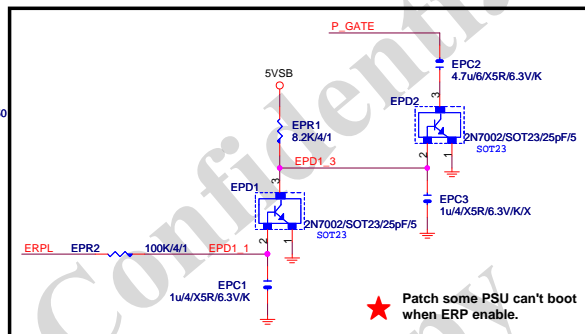 P_GATE
EPC2
4.7u/6/X5R/6.3V/K
5VSB
3
EPD2
EPR1
8.2K/4/1
2N7002/SOT23/25pF/5
SOT23
2
1
EPD1_3
3
EPD1
EPC3
1u/4/X5R/6.3V/K/X
2N7002/SOT23/25pF/5
SOT23
2
1
ERPL
EPR2
100K/4/1
EPD1_1
EPC1
1u/4/X5R/6.3V/K
Patch some PSU can't boot
when ERP enable.